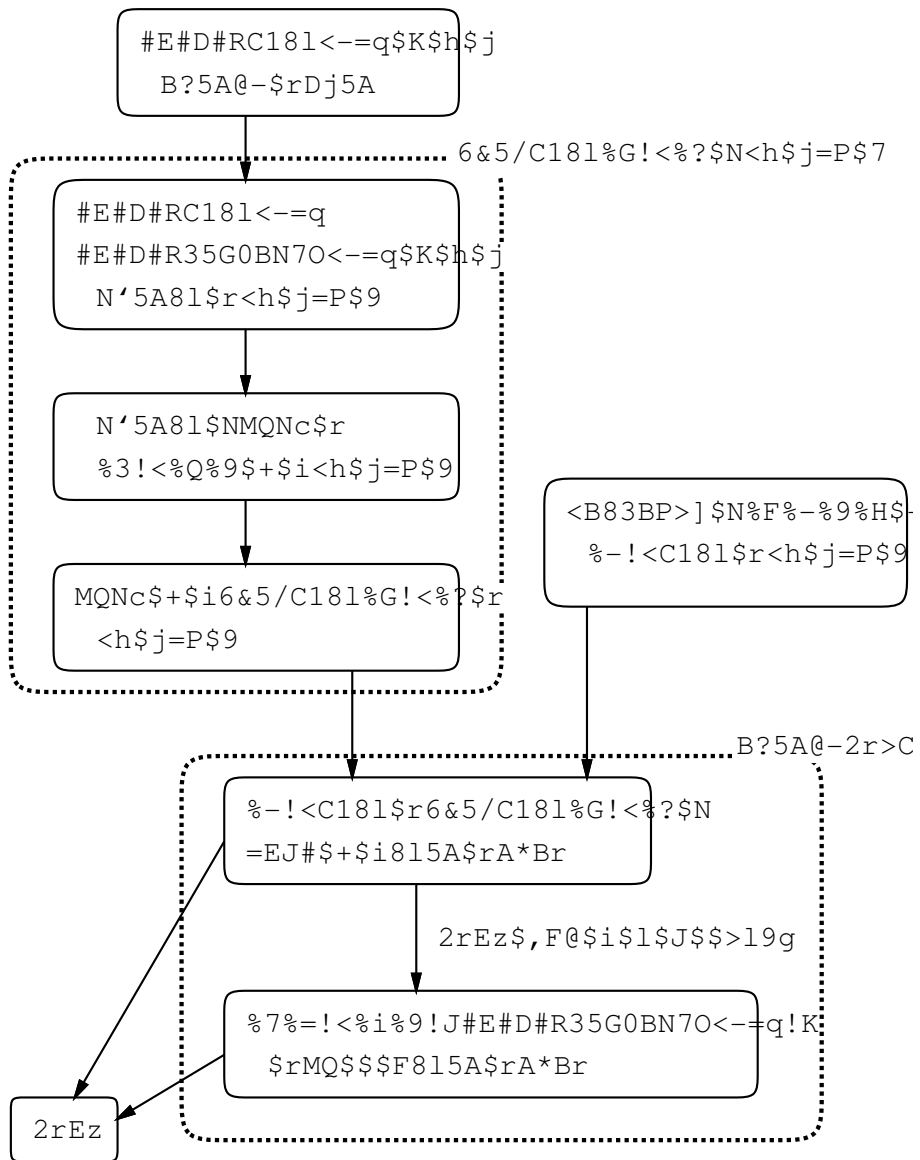 #E#D#RC18l<-=q$K$h$j
B?5A@-$rDj5A
6&5/C18l%G!<%?$N<h$j=P$7
#E#D#RC18l<-=q
#E#D#R35G0BN7O<-=q$K$h$j
N‘5A8l$r<h$j=P$9
N‘5A8l$NMQNc$r
%3!<%Q%9$+$i<h$j=P$9
<B83BP>]$N%F%-%9%H$-
%-!<C18l$r<h$j=P$9
MQNc$+$i6&5/C18l%G!<%?$r
<h$j=P$9
B?5A@-2r>C
%-!<C18l$r6&5/C18l%G!<%?$N
=EJ#$+$i8l5A$rA*Br
2rEz$,F@$i$l$J$$>l9g
%7%=!<%i%9!J#E#D#R35G0BN7O<-=q!K
$rMQ$$$F8l5A$rA*Br
2rEz